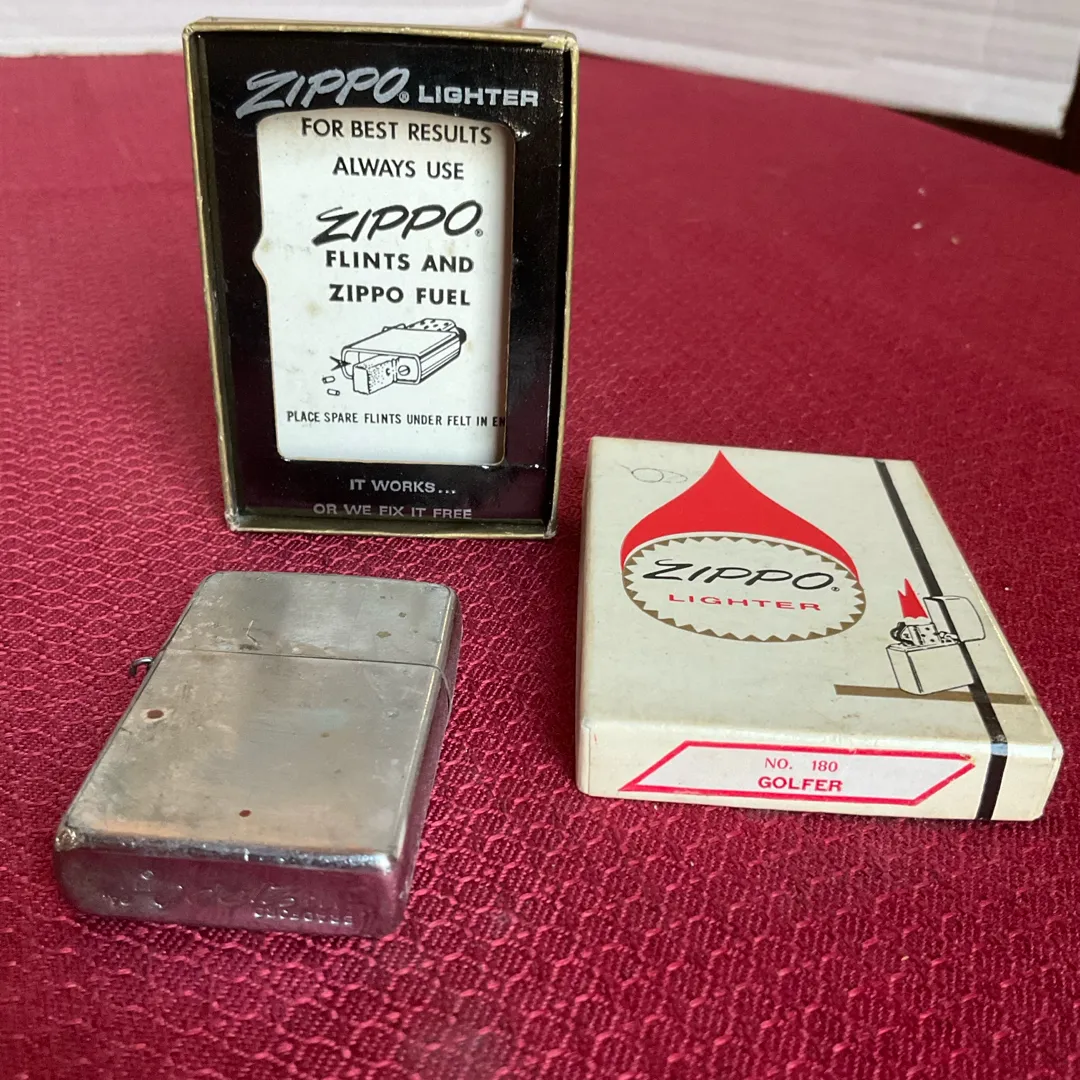 ZIPPO® LIGHTER
FOR BEST RESULTS
ALWAYS USE
ZIPPO®
FLINTS AND
ZIPPO FUEL
PLACE SPARE FLINTS UNDER FELT IN EN
IT WORKS...
OR WE FIX IT FREE
ZIPPO®
LIGHTER
NO. 180
GOLFER